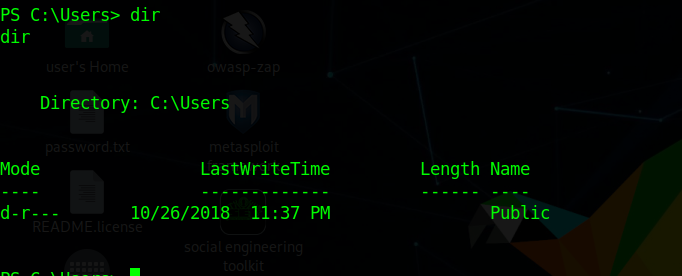 PS C:\Users> dir
dir
user's Home
owasp-zap
Directory: C:\Users
password.txt
metasploit
Mode LastWriteTime Length Name
---- ------------- ------ ----
d-r--- 10/26/2018 11:37 PM Public
README.license
social engineering
toolkit
PS C:\Users>